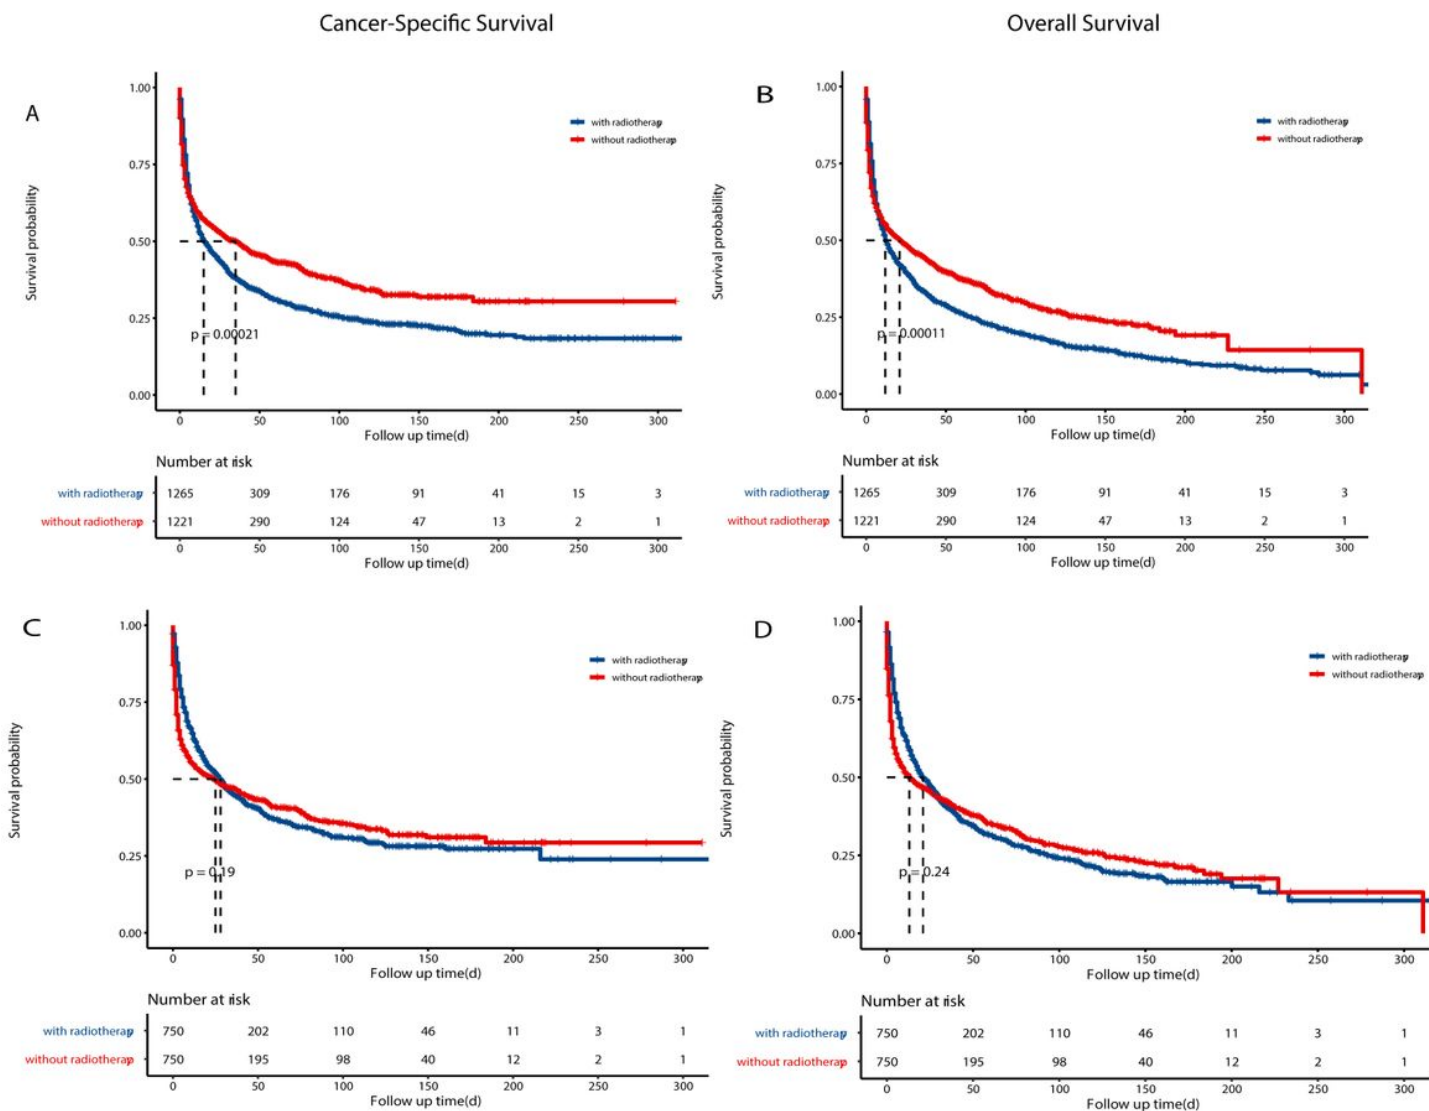 Cancer-Specific Survival
Overall Survival
A
Survival probability
1.00
0.75
0.50
0.25
0.00
with radiotherapy
without radiotherapy
p = 0.00021
0 50 100 150 200 250 300
Follow up time(d)
Number at risk
with radiotherapy 1265 309 176 91 41 15 3
without radiotherapy 1221 290 124 47 13 2 1
0 50 100 150 200 250 300
Follow up time(d)
B
Survival probability
1.00
0.75
0.50
0.25
0.00
with radiotherapy
without radiotherapy
p = 0.00011
0 50 100 150 200 250 300
Follow up time(d)
Number at risk
with radiotherapy 1265 309 176 91 41 15 3
without radiotherapy 1221 290 124 47 13 2 1
0 50 100 150 200 250 300
Follow up time(d)
C
Survival probability
1.00
0.75
0.50
0.25
0.00
with radiotherapy
without radiotherapy
p = 0.19
0 50 100 150 200 250 300
Follow up time(d)
Number at risk
with radiotherapy 750 202 110 46 11 3 1
without radiotherapy 750 195 98 40 12 2 1
0 50 100 150 200 250 300
Follow up time(d)
D
Survival probability
1.00
0.75
0.50
0.25
0.00
with radiotherapy
without radiotherapy
p = 0.24
0 50 100 150 200 250 300
Follow up time(d)
Number at risk
with radiotherapy 750 202 110 46 11 3 1
without radiotherapy 750 195 98 40 12 2 1
0 50 100 150 200 250 300
Follow up time(d)